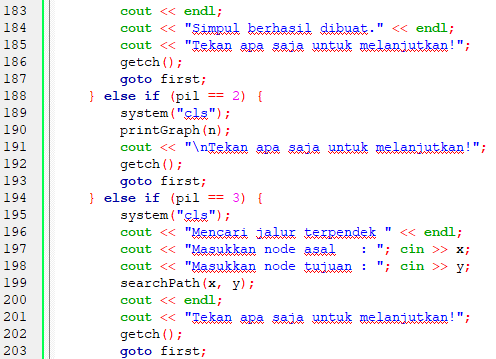 183 cout << endl;
184 cout << "Simpul berhasil dibuat." << endl;
185 cout << "Tekan apa saja untuk melanjutkan!";
186 getch();
187 goto first;
188 } else if (pil == 2) {
189 system("cls");
190 printGraph(n);
191 cout << "\nTekan apa saja untuk melanjutkan!";
192 getch();
193 goto first;
194 } else if (pil == 3) {
195 system("cls");
196 cout << "Mencari jalur terpendek " << endl;
197 cout << "Masukkan node asal   : "; cin >> x;
198 cout << "Masukkan node tujuan : "; cin >> y;
199 searchPath(x, y);
200 cout << endl;
201 cout << "Tekan apa saja untuk melanjutkan!";
202 getch();
203 goto first;